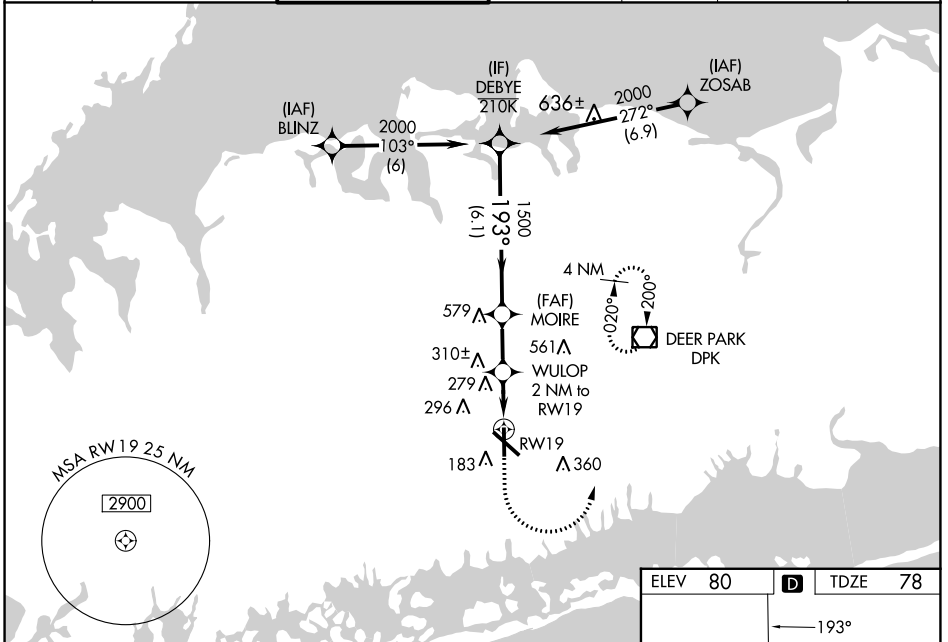 (IAF)
BLINZ
2000
103°
(6)
(IF)
DEBYE
210K
636±
2000
272°
(6.9)
(IAF)
ZOSAB
1500
193°
(6.1)
4 NM
020°
200°
DEER PARK
DPK
579
(FAF)
MOIRE
561
310±
WULOP
2 NM to
RW19
279
296
RW19
183
360
MSA RW 19 25 NM
2900
ELEV 80
D
TDZE 78
193°